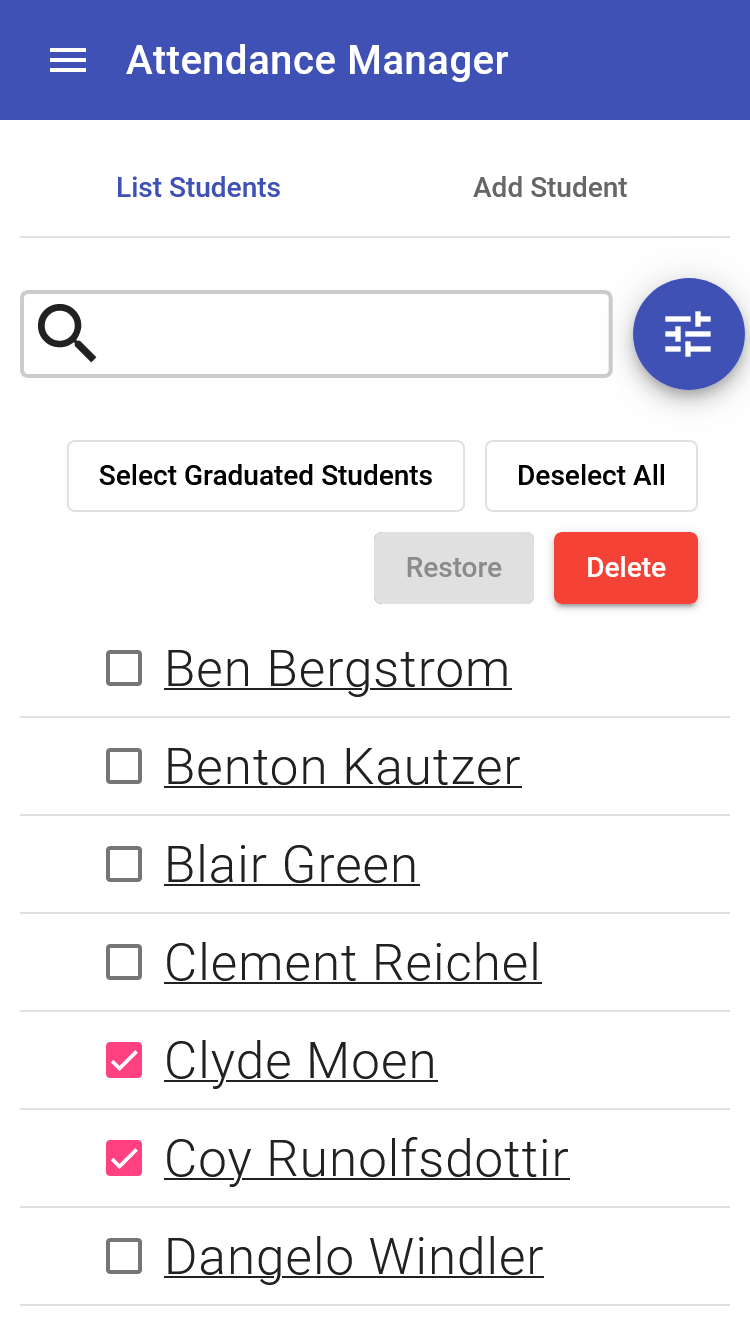 Attendance Manager
List Students Add Student
Select Graduated Students Deselect All
Restore Delete
Ben Bergstrom
Benton Kautzer
Blair Green
Clement Reichel
Clyde Moen
Coy Runolfsdottir
Dangelo Windler